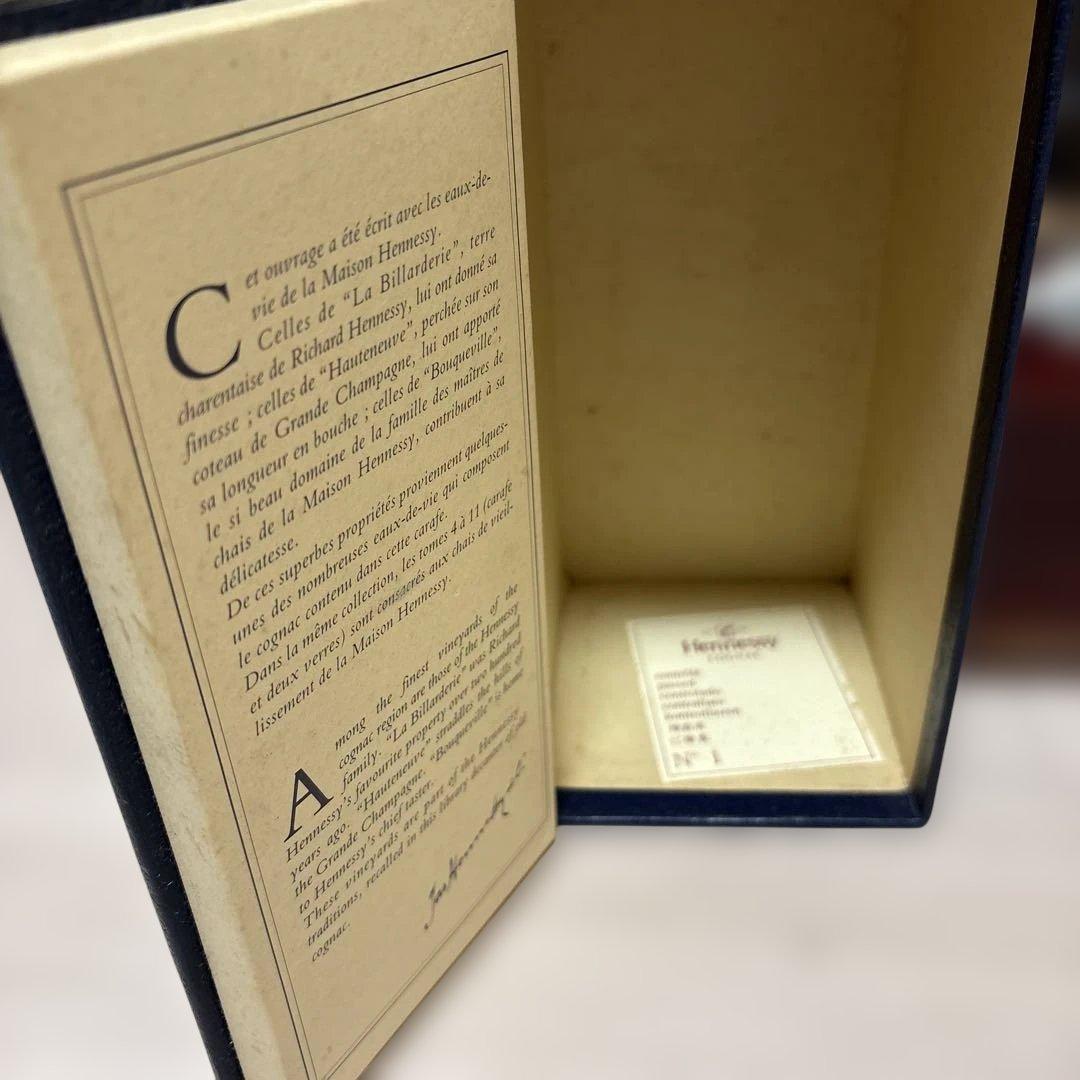 Cet ouvrage a été écrit avec les eaux-de-
vie de la Maison Hennessy.
Celles de “La Billarderie”, terre
charentaise de Richard Hennessy, lui ont donné sa
finesse ; celles de “Hauteneuve”, perchée sur son
coteau de Grande Champagne, lui ont apporté
sa longueur en bouche ; celles de “Bouqueville”,
le si beau domaine de la famille des maîtres de
chais de la Maison Hennessy, contribuent à sa
délicatesse.
De ces superbes propriétés proviennent quelques-
unes des nombreuses eaux-de-vie qui composent
le cognac contenu dans cette carafe.
Dans la même collection, les tomes 4 à 11 (carafe
et deux verres) sont consacrés aux chais de vieil-
lissement de la Maison Hennessy.
Among the finest vineyards of the
cognac region are those of the Hennessy
family. “La Billarderie” was Richard
Hennessy's favourite property over two hundred
years ago. “Hauteneuve” straddles the hills of
the Grande Champagne. “Bouqueville” is home
to Hennessy's chief taster.
These vineyards are part of the Hennessy
traditions, recalled in this library decanter of fine
cognac.
Hennessy
COGNAC
N° 1